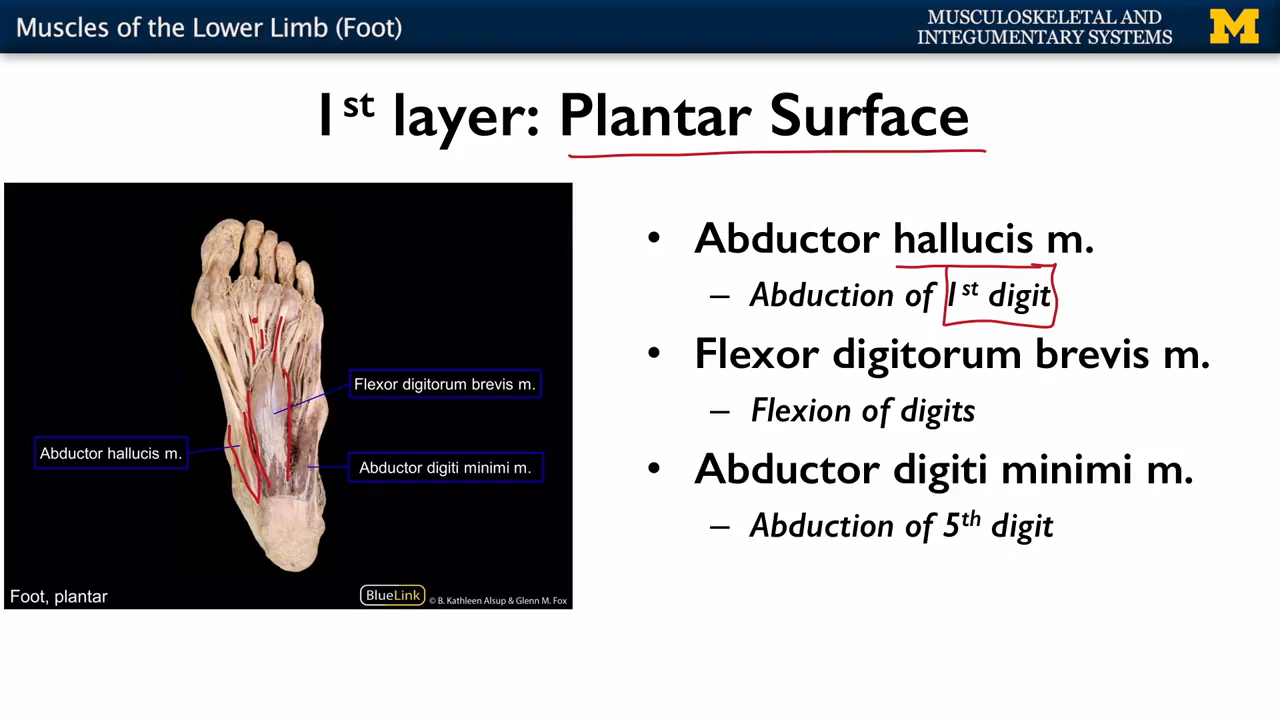 Muscles of the Lower Limb (Foot)
MUSCULOSKELETAL AND
INTEGUMENTARY SYSTEMS
M
1st layer: Plantar Surface
Flexor digitorum brevis m.
Abductor hallucis m.
Abductor digiti minimi m.
Foot, plantar
BlueLink © B. Kathleen Alsup & Glenn M. Fox
• Abductor hallucis m.
– Abduction of 1st digit
• Flexor digitorum brevis m.
– Flexion of digits
• Abductor digiti minimi m.
– Abduction of 5th digit